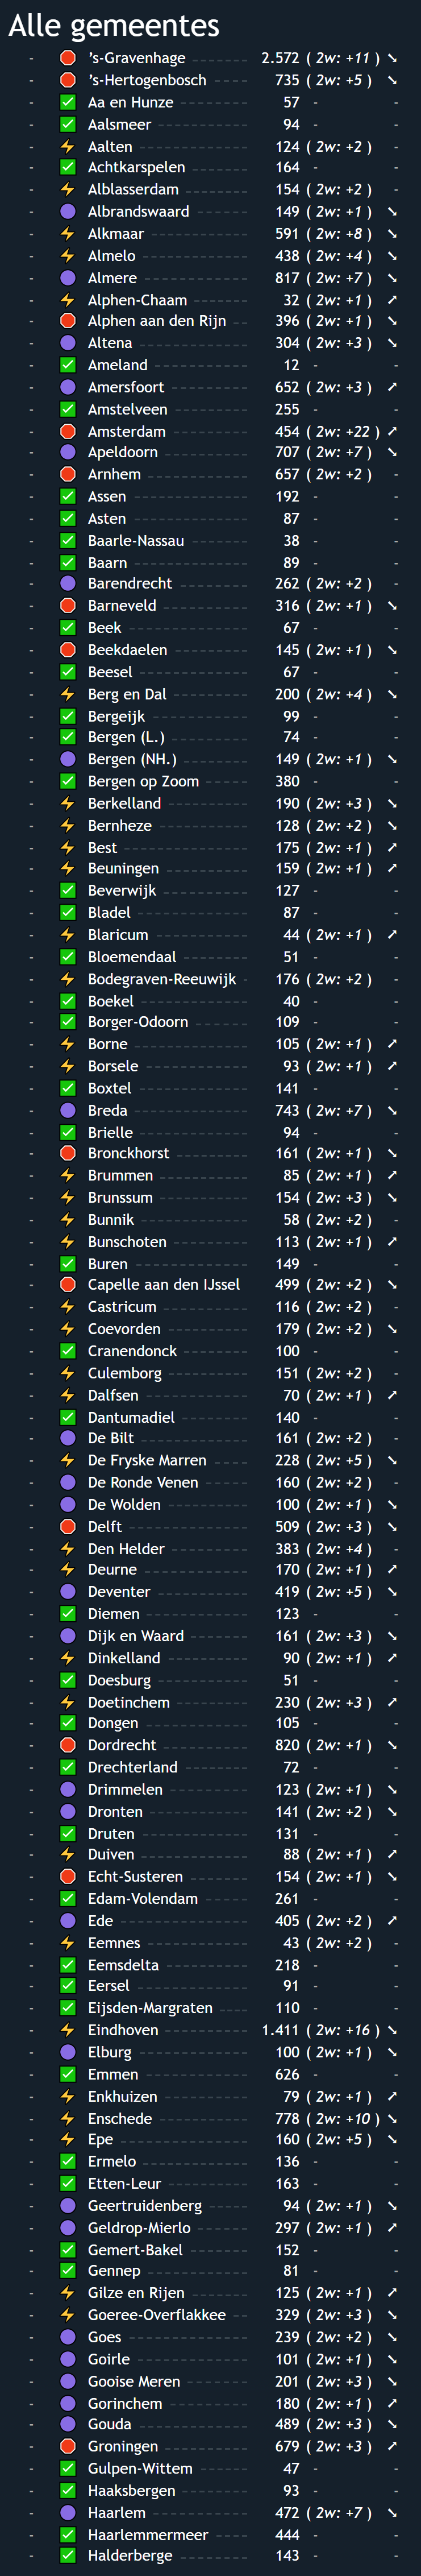 Alle gemeentes
- 's-Gravenhage 2.572 ( 2w: +11 ) ➘
- 's-Hertogenbosch 735 ( 2w: +5 ) ➘
- Aa en Hunze 57 - -
- Aalsmeer 94 - -
- Aalten 124 ( 2w: +2 ) -
- Achtkarspelen 164 - -
- Alblasserdam 154 ( 2w: +2 ) -
- Albrandswaard 149 ( 2w: +1 ) ➘
- Alkmaar 591 ( 2w: +8 ) ➘
- Almelo 438 ( 2w: +4 ) ➘
- Almere 817 ( 2w: +7 ) ➘
- Alphen-Chaam 32 ( 2w: +1 ) ➚
- Alphen aan den Rijn 396 ( 2w: +1 ) ➘
- Altena 304 ( 2w: +3 ) ➘
- Ameland 12 - -
- Amersfoort 652 ( 2w: +3 ) ➚
- Amstelveen 255 - -
- Amsterdam 454 ( 2w: +22 ) ➚
- Apeldoorn 707 ( 2w: +7 ) ➘
- Arnhem 657 ( 2w: +2 ) -
- Assen 192 - -
- Asten 87 - -
- Baarle-Nassau 38 - -
- Baarn 89 - -
- Barendrecht 262 ( 2w: +2 ) -
- Barneveld 316 ( 2w: +1 ) ➘
- Beek 67 - -
- Beekdaelen 145 ( 2w: +1 ) ➘
- Beesel 67 - -
- Berg en Dal 200 ( 2w: +4 ) ➘
- Bergeijk 99 - -
- Bergen (L.) 74 - -
- Bergen (NH.) 149 ( 2w: +1 ) ➘
- Bergen op Zoom 380 - -
- Berkelland 190 ( 2w: +3 ) ➘
- Bernheze 128 ( 2w: +2 ) ➘
- Best 175 ( 2w: +1 ) ➚
- Beuningen 159 ( 2w: +1 ) ➚
- Beverwijk 127 - -
- Bladel 87 - -
- Blaricum 44 ( 2w: +1 ) ➚
- Bloemendaal 51 - -
- Bodegraven-Reeuwijk 176 ( 2w: +2 ) -
- Boekel 40 - -
- Borger-Odoorn 109 - -
- Borne 105 ( 2w: +1 ) ➚
- Borsele 93 ( 2w: +1 ) ➚
- Boxtel 141 - -
- Breda 743 ( 2w: +7 ) ➘
- Brielle 94 - -
- Bronckhorst 161 ( 2w: +1 ) ➘
- Brummen 85 ( 2w: +1 ) ➚
- Brunssum 154 ( 2w: +3 ) ➘
- Bunnik 58 ( 2w: +2 ) -
- Bunschoten 113 ( 2w: +1 ) ➚
- Buren 149 - -
- Capelle aan den IJssel 499 ( 2w: +2 ) ➘
- Castricum 116 ( 2w: +2 ) -
- Coevorden 179 ( 2w: +2 ) ➘
- Cranendonck 100 - -
- Culemborg 151 ( 2w: +2 ) -
- Dalfsen 70 ( 2w: +1 ) ➚
- Dantumadiel 140 - -
- De Bilt 161 ( 2w: +2 ) -
- De Fryske Marren 228 ( 2w: +5 ) ➘
- De Ronde Venen 160 ( 2w: +2 ) -
- De Wolden 100 ( 2w: +1 ) ➘
- Delft 509 ( 2w: +3 ) ➘
- Den Helder 383 ( 2w: +4 ) -
- Deurne 170 ( 2w: +1 ) ➚
- Deventer 419 ( 2w: +5 ) ➘
- Diemen 123 - -
- Dijk en Waard 161 ( 2w: +3 ) ➘
- Dinkelland 90 ( 2w: +1 ) ➚
- Doesburg 51 - -
- Doetinchem 230 ( 2w: +3 ) ➚
- Dongen 105 - -
- Dordrecht 820 ( 2w: +1 ) ➘
- Drechterland 72 - -
- Drimmelen 123 ( 2w: +1 ) ➘
- Dronten 141 ( 2w: +2 ) ➘
- Druten 131 - -
- Duiven 88 ( 2w: +1 ) ➚
- Echt-Susteren 154 ( 2w: +1 ) ➘
- Edam-Volendam 261 - -
- Ede 405 ( 2w: +2 ) ➚
- Eemnes 43 ( 2w: +2 ) -
- Eemsdelta 218 - -
- Eersel 91 - -
- Eijsden-Margraten 110 - -
- Eindhoven 1.411 ( 2w: +16 ) ➘
- Elburg 100 ( 2w: +1 ) ➘
- Emmen 626 - -
- Enkhuizen 79 ( 2w: +1 ) ➚
- Enschede 778 ( 2w: +10 ) ➘
- Epe 160 ( 2w: +5 ) ➘
- Ermelo 136 - -
- Etten-Leur 163 - -
- Geertruidenberg 94 ( 2w: +1 ) ➘
- Geldrop-Mierlo 297 ( 2w: +1 ) ➚
- Gemert-Bakel 152 - -
- Gennep 81 - -
- Gilze en Rijen 125 ( 2w: +1 ) ➚
- Goeree-Overflakkee 329 ( 2w: +3 ) ➘
- Goes 239 ( 2w: +2 ) ➘
- Goirle 101 ( 2w: +1 ) ➘
- Gooise Meren 201 ( 2w: +3 ) ➘
- Gorinchem 180 ( 2w: +1 ) ➚
- Gouda 489 ( 2w: +3 ) ➘
- Groningen 679 ( 2w: +3 ) ➚
- Gulpen-Wittem 47 - -
- Haaksbergen 93 - -
- Haarlem 472 ( 2w: +7 ) ➘
- Haarlemmermeer 444 - -
- Halderberge 143 - -